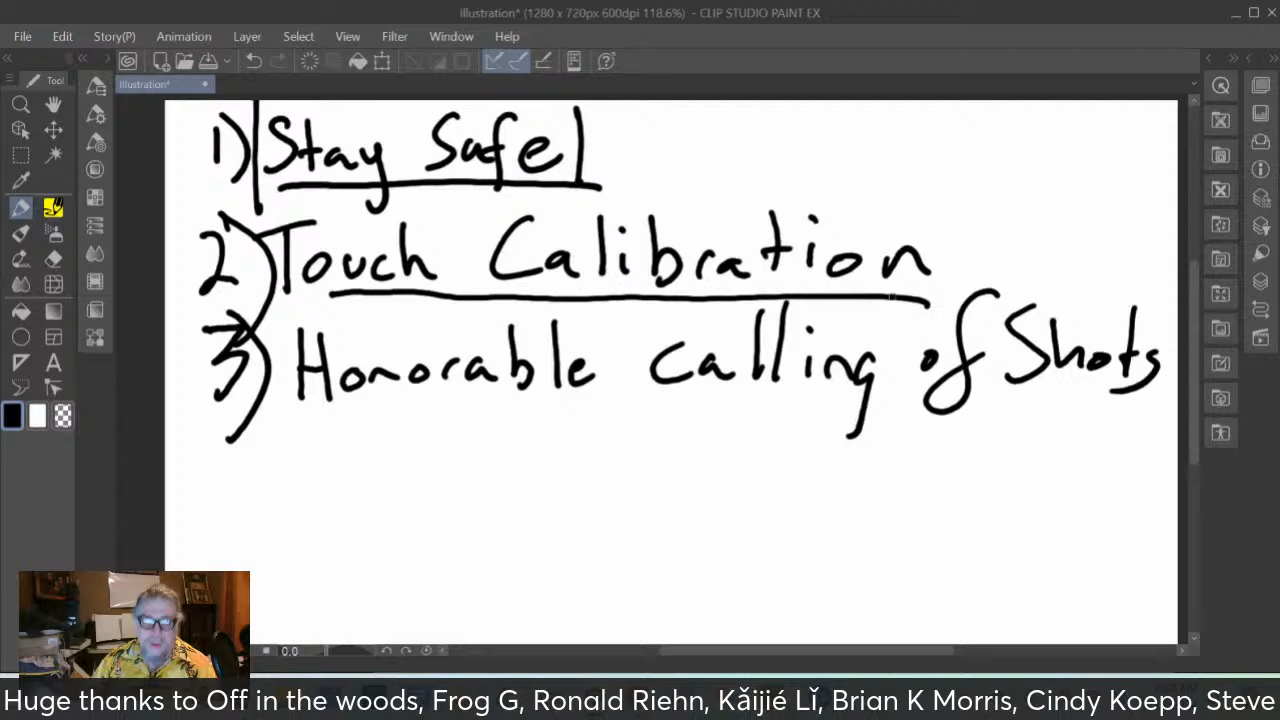 Illustration* (1280 x 720px 600dpi 118.6%) - CLIP STUDIO PAINT EX
File Edit Story(P) Animation Layer Select View Filter Window Help
Tool
Illustration*
1) Stay Safe
2) Touch Calibration
3) Honorable calling of Shots
0.0
Huge thanks to Off in the woods, Frog G, Ronald Riehn, Kǎijié Lǐ, Brian K Morris, Cindy Koepp, Steve